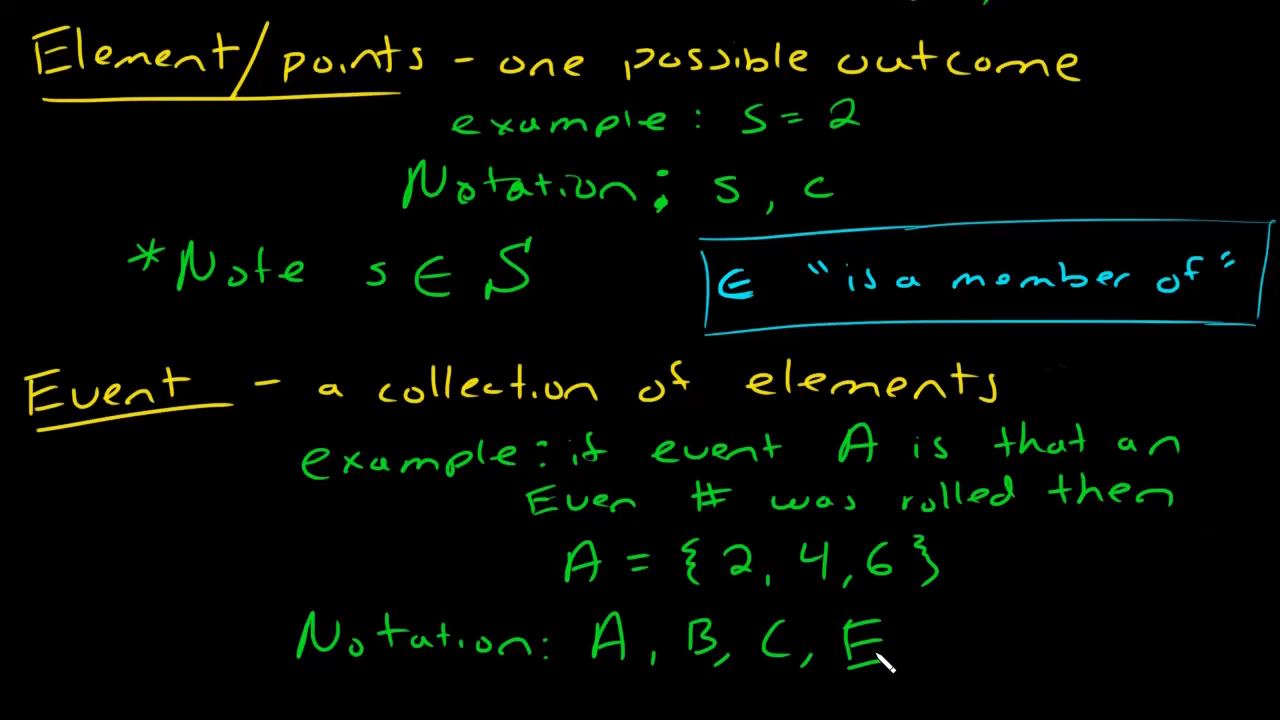 Element/points - one possible outcome
example: s = 2
Notation: s, c
*Note s ∈ S
∈ "is a member of"
Event - a collection of elements
example: if event A is that an
Even # was rolled then
A = {2, 4, 6}
Notation: A, B, C, E